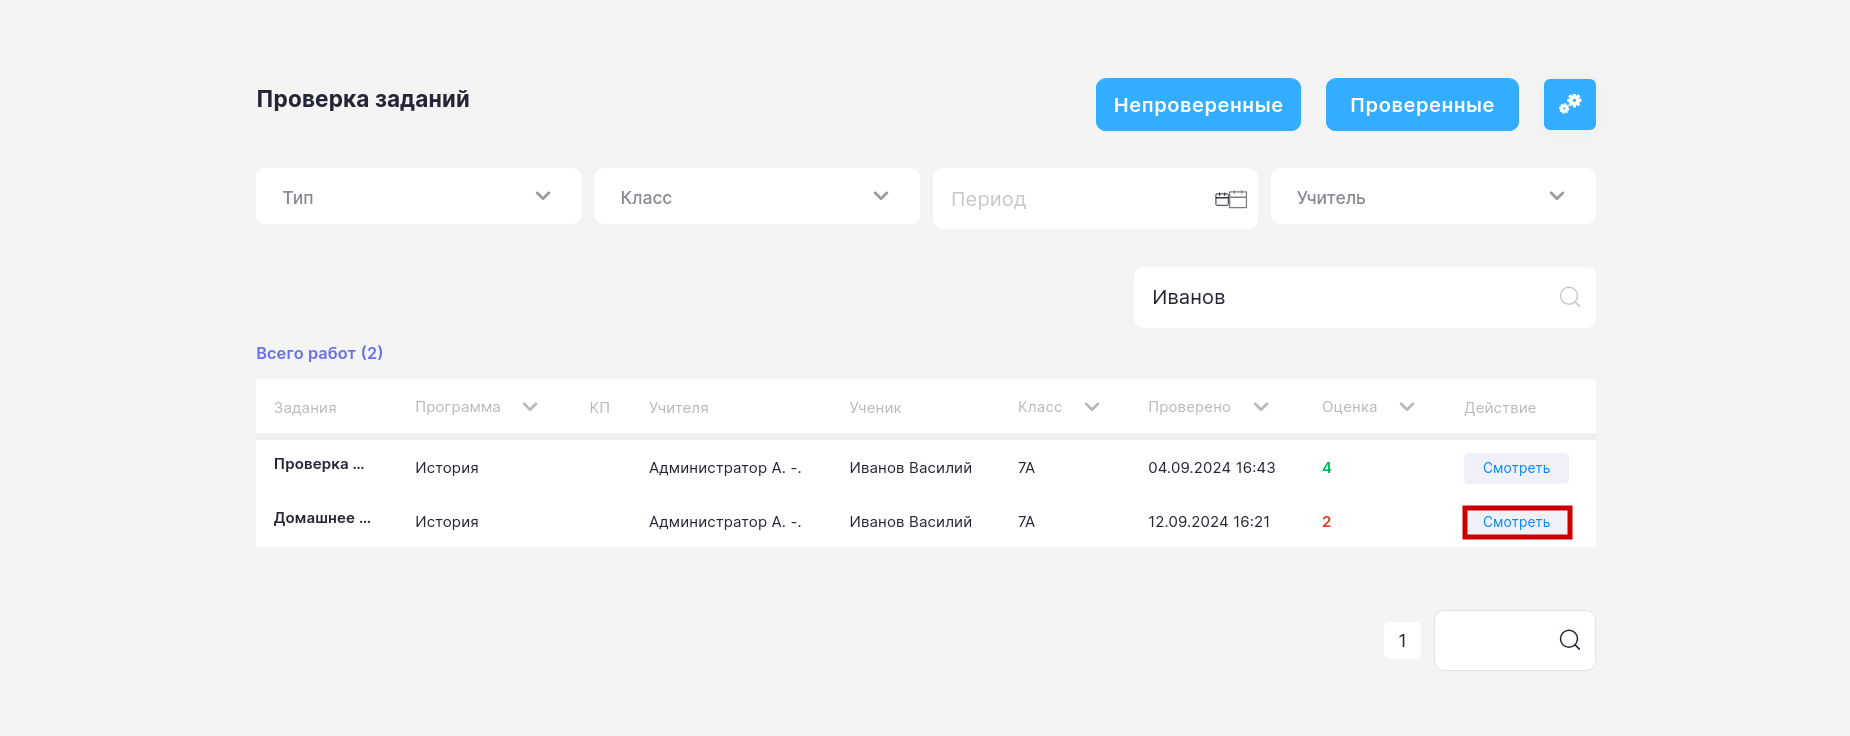 Проверка заданий
Непроверенные
Проверенные
Тип
Класс
Период
Учитель
Иванов
Всего работ (2)
Задания Программа КП Учителя Ученик Класс Проверено Оценка Действие
Проверка ... История Администратор А. -. Иванов Василий 7А 04.09.2024 16:43 4 Смотреть
Домашнее ... История Администратор А. -. Иванов Василий 7А 12.09.2024 16:21 2 Смотреть
1